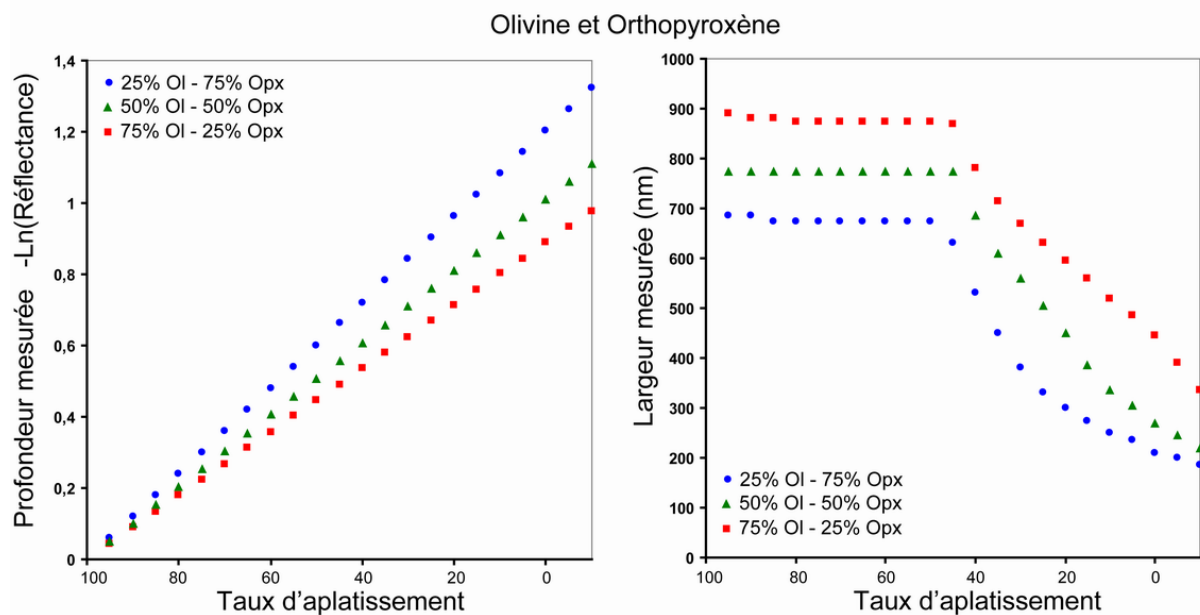 Olivine et Orthopyroxène
Profondeur mesurée -Ln(Réflectance)
1,4
1,2
1
0,8
0,6
0,4
0,2
0
25% Ol - 75% Opx
50% Ol - 50% Opx
75% Ol - 25% Opx
100 80 60 40 20 0
Taux d'aplatissement
Largeur mesurée (nm)
1000
900
800
700
600
500
400
300
200
100
0
25% Ol - 75% Opx
50% Ol - 50% Opx
75% Ol - 25% Opx
100 80 60 40 20 0
Taux d'aplatissement